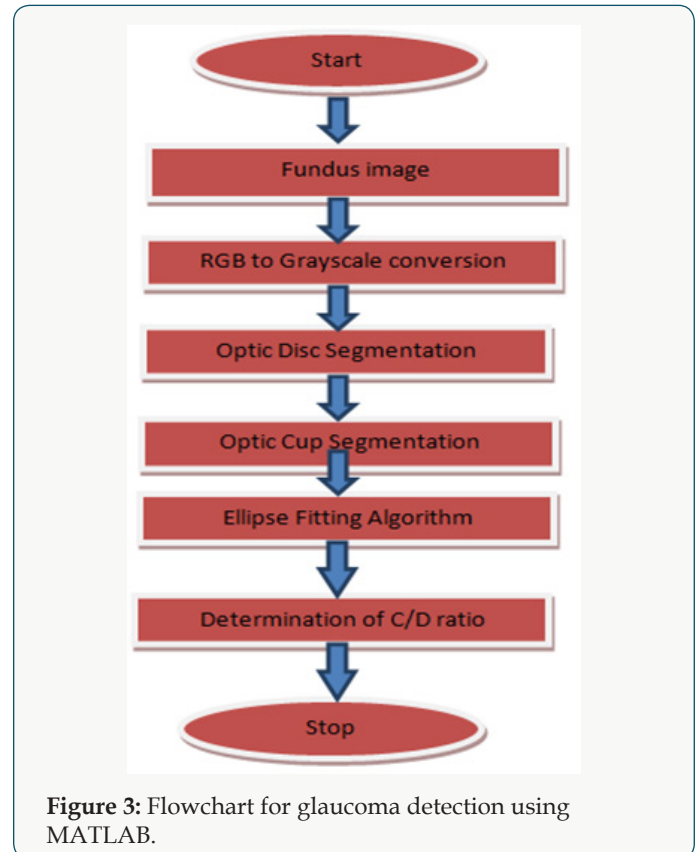 Start
Fundus image
RGB to Grayscale conversion
Optic Disc Segmentation
Optic Cup Segmentation
Ellipse Fitting Algorithm
Determination of C/D ratio
Stop
Figure 3: Flowchart for glaucoma detection using
MATLAB.